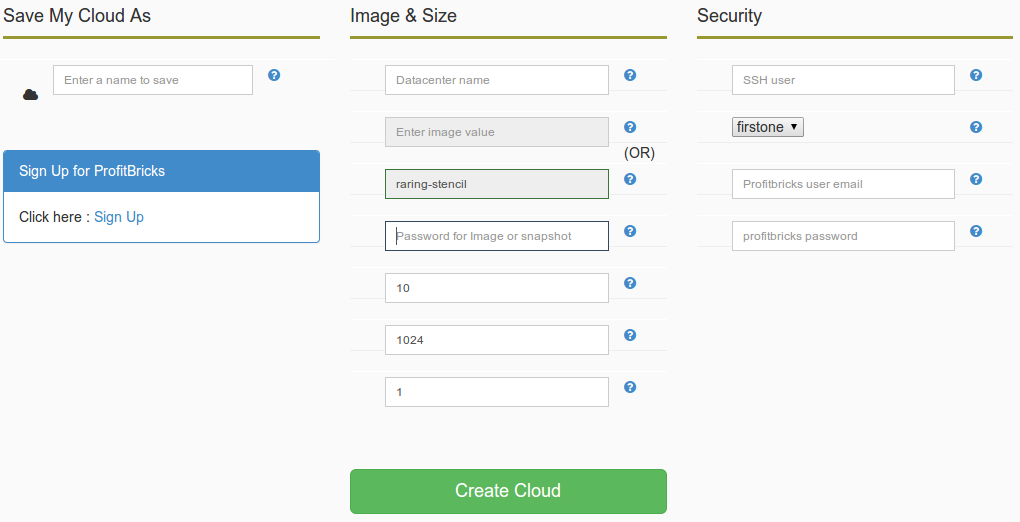 Save My Cloud As
Enter a name to save
Sign Up for ProfitBricks
Click here : Sign Up
Image & Size
Datacenter name
Enter image value
(OR)
raring-stencil
Password for Image or snapshot
10
1024
1
Create Cloud
Security
SSH user
firstone
Profitbricks user email
profitbricks password